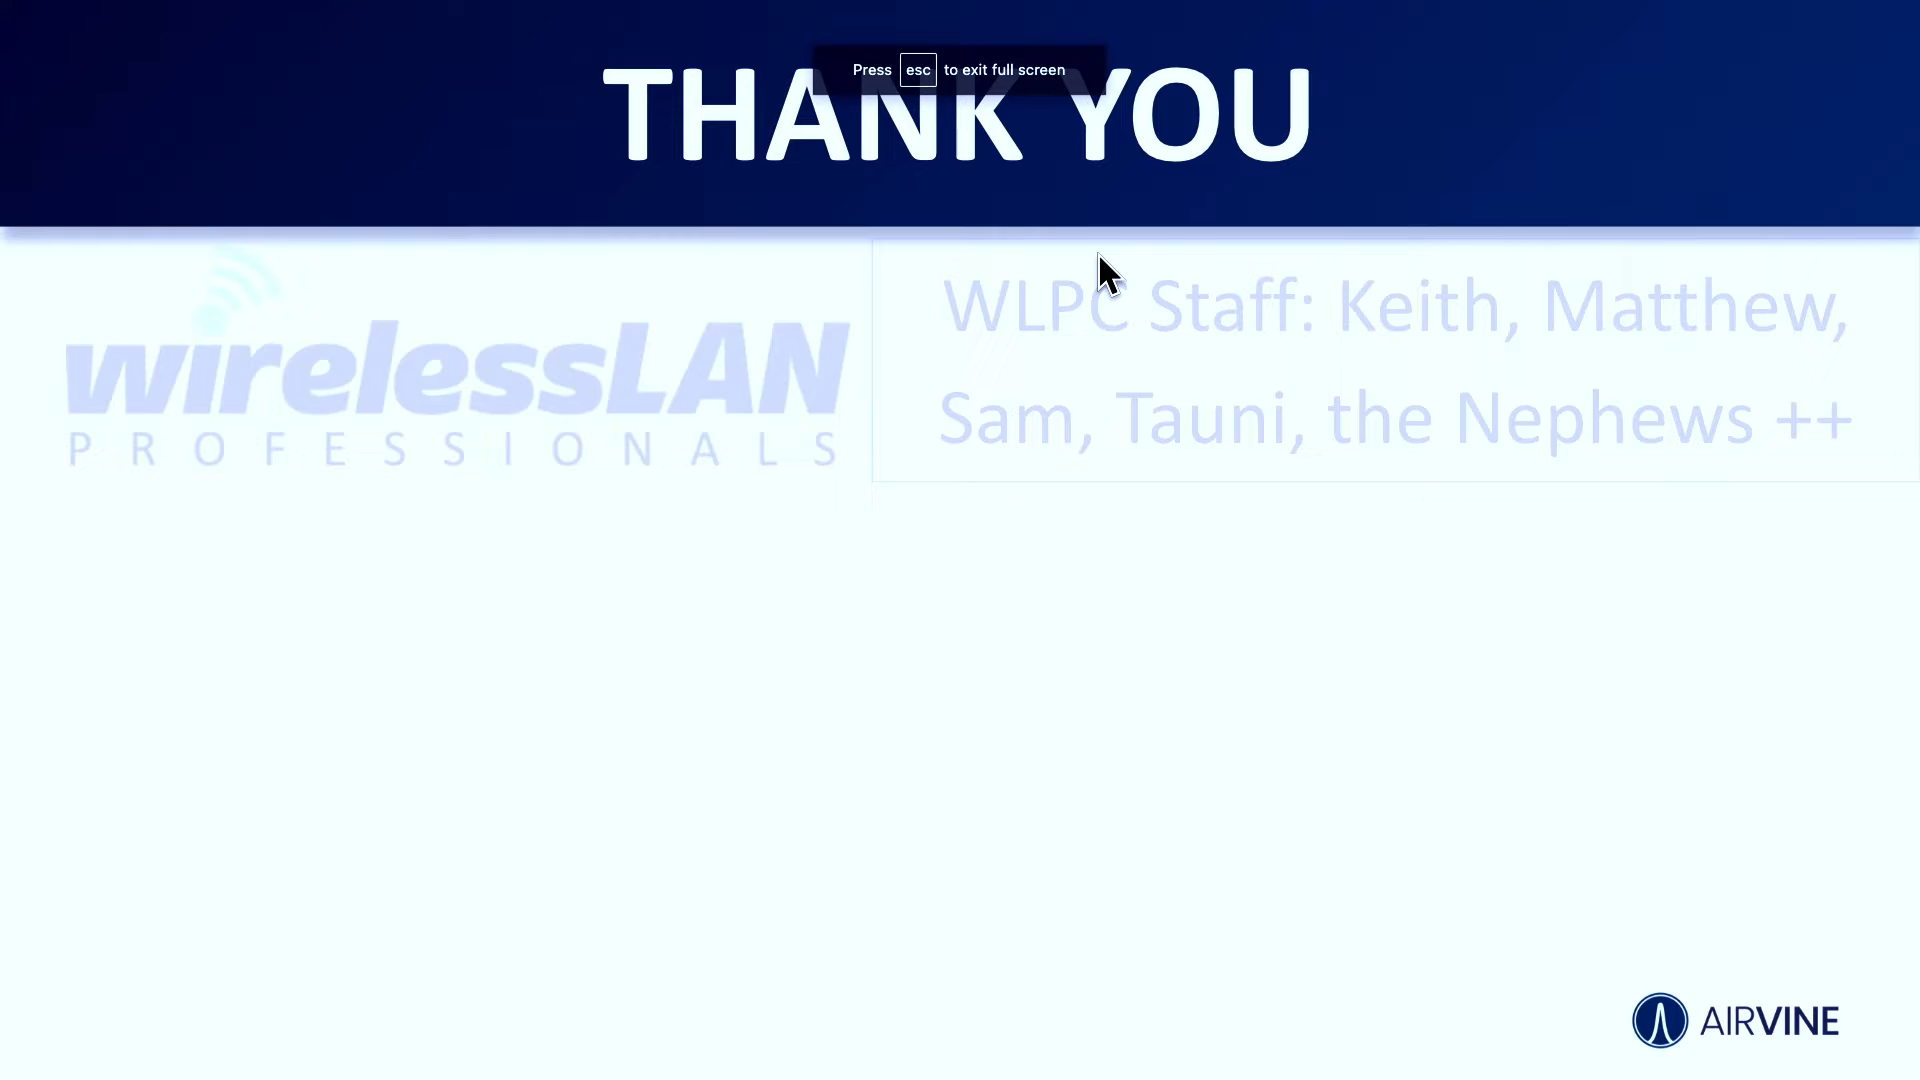 THANK YOU
Press esc to exit full screen
wirelessLAN
PROFESSIONALS
WLPC Staff: Keith, Matthew,
Sam, Tauni, the Nephews ++
AIRVINE